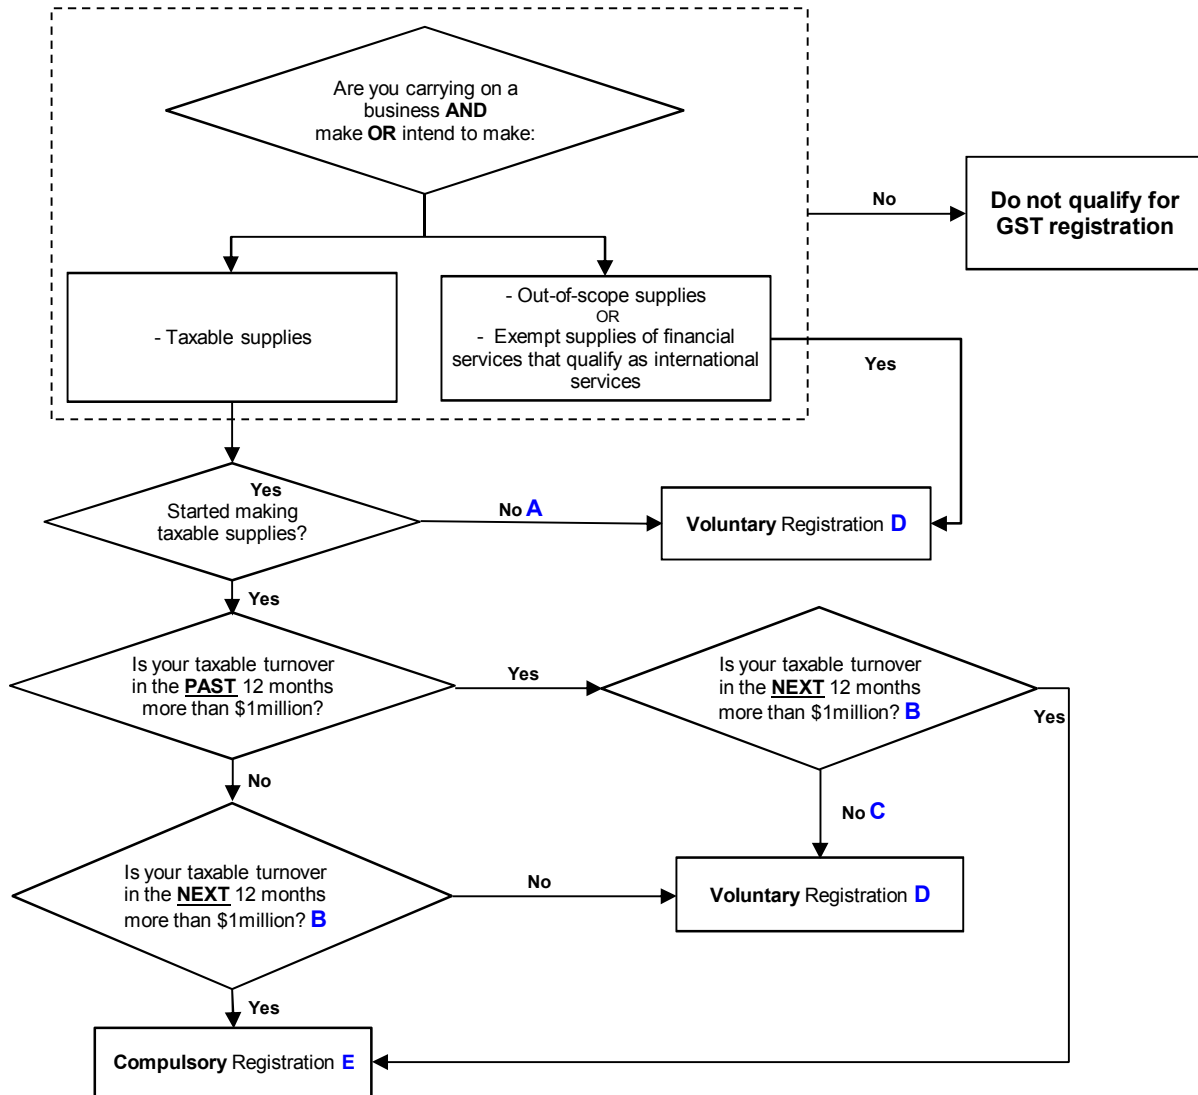 Are you carrying on a
business AND
make OR intend to make:
No
Do not qualify for
GST registration
- Taxable supplies
- Out-of-scope supplies
OR
- Exempt supplies of financial
services that qualify as international
services
Yes
Yes
Started making
taxable supplies?
No A
Voluntary Registration D
Yes
Is your taxable turnover
in the PAST 12 months
more than $1million?
Yes
Is your taxable turnover
in the NEXT 12 months
more than $1million? B
Yes
No
No C
Is your taxable turnover
in the NEXT 12 months
more than $1million? B
No
Voluntary Registration D
Yes
Compulsory Registration E